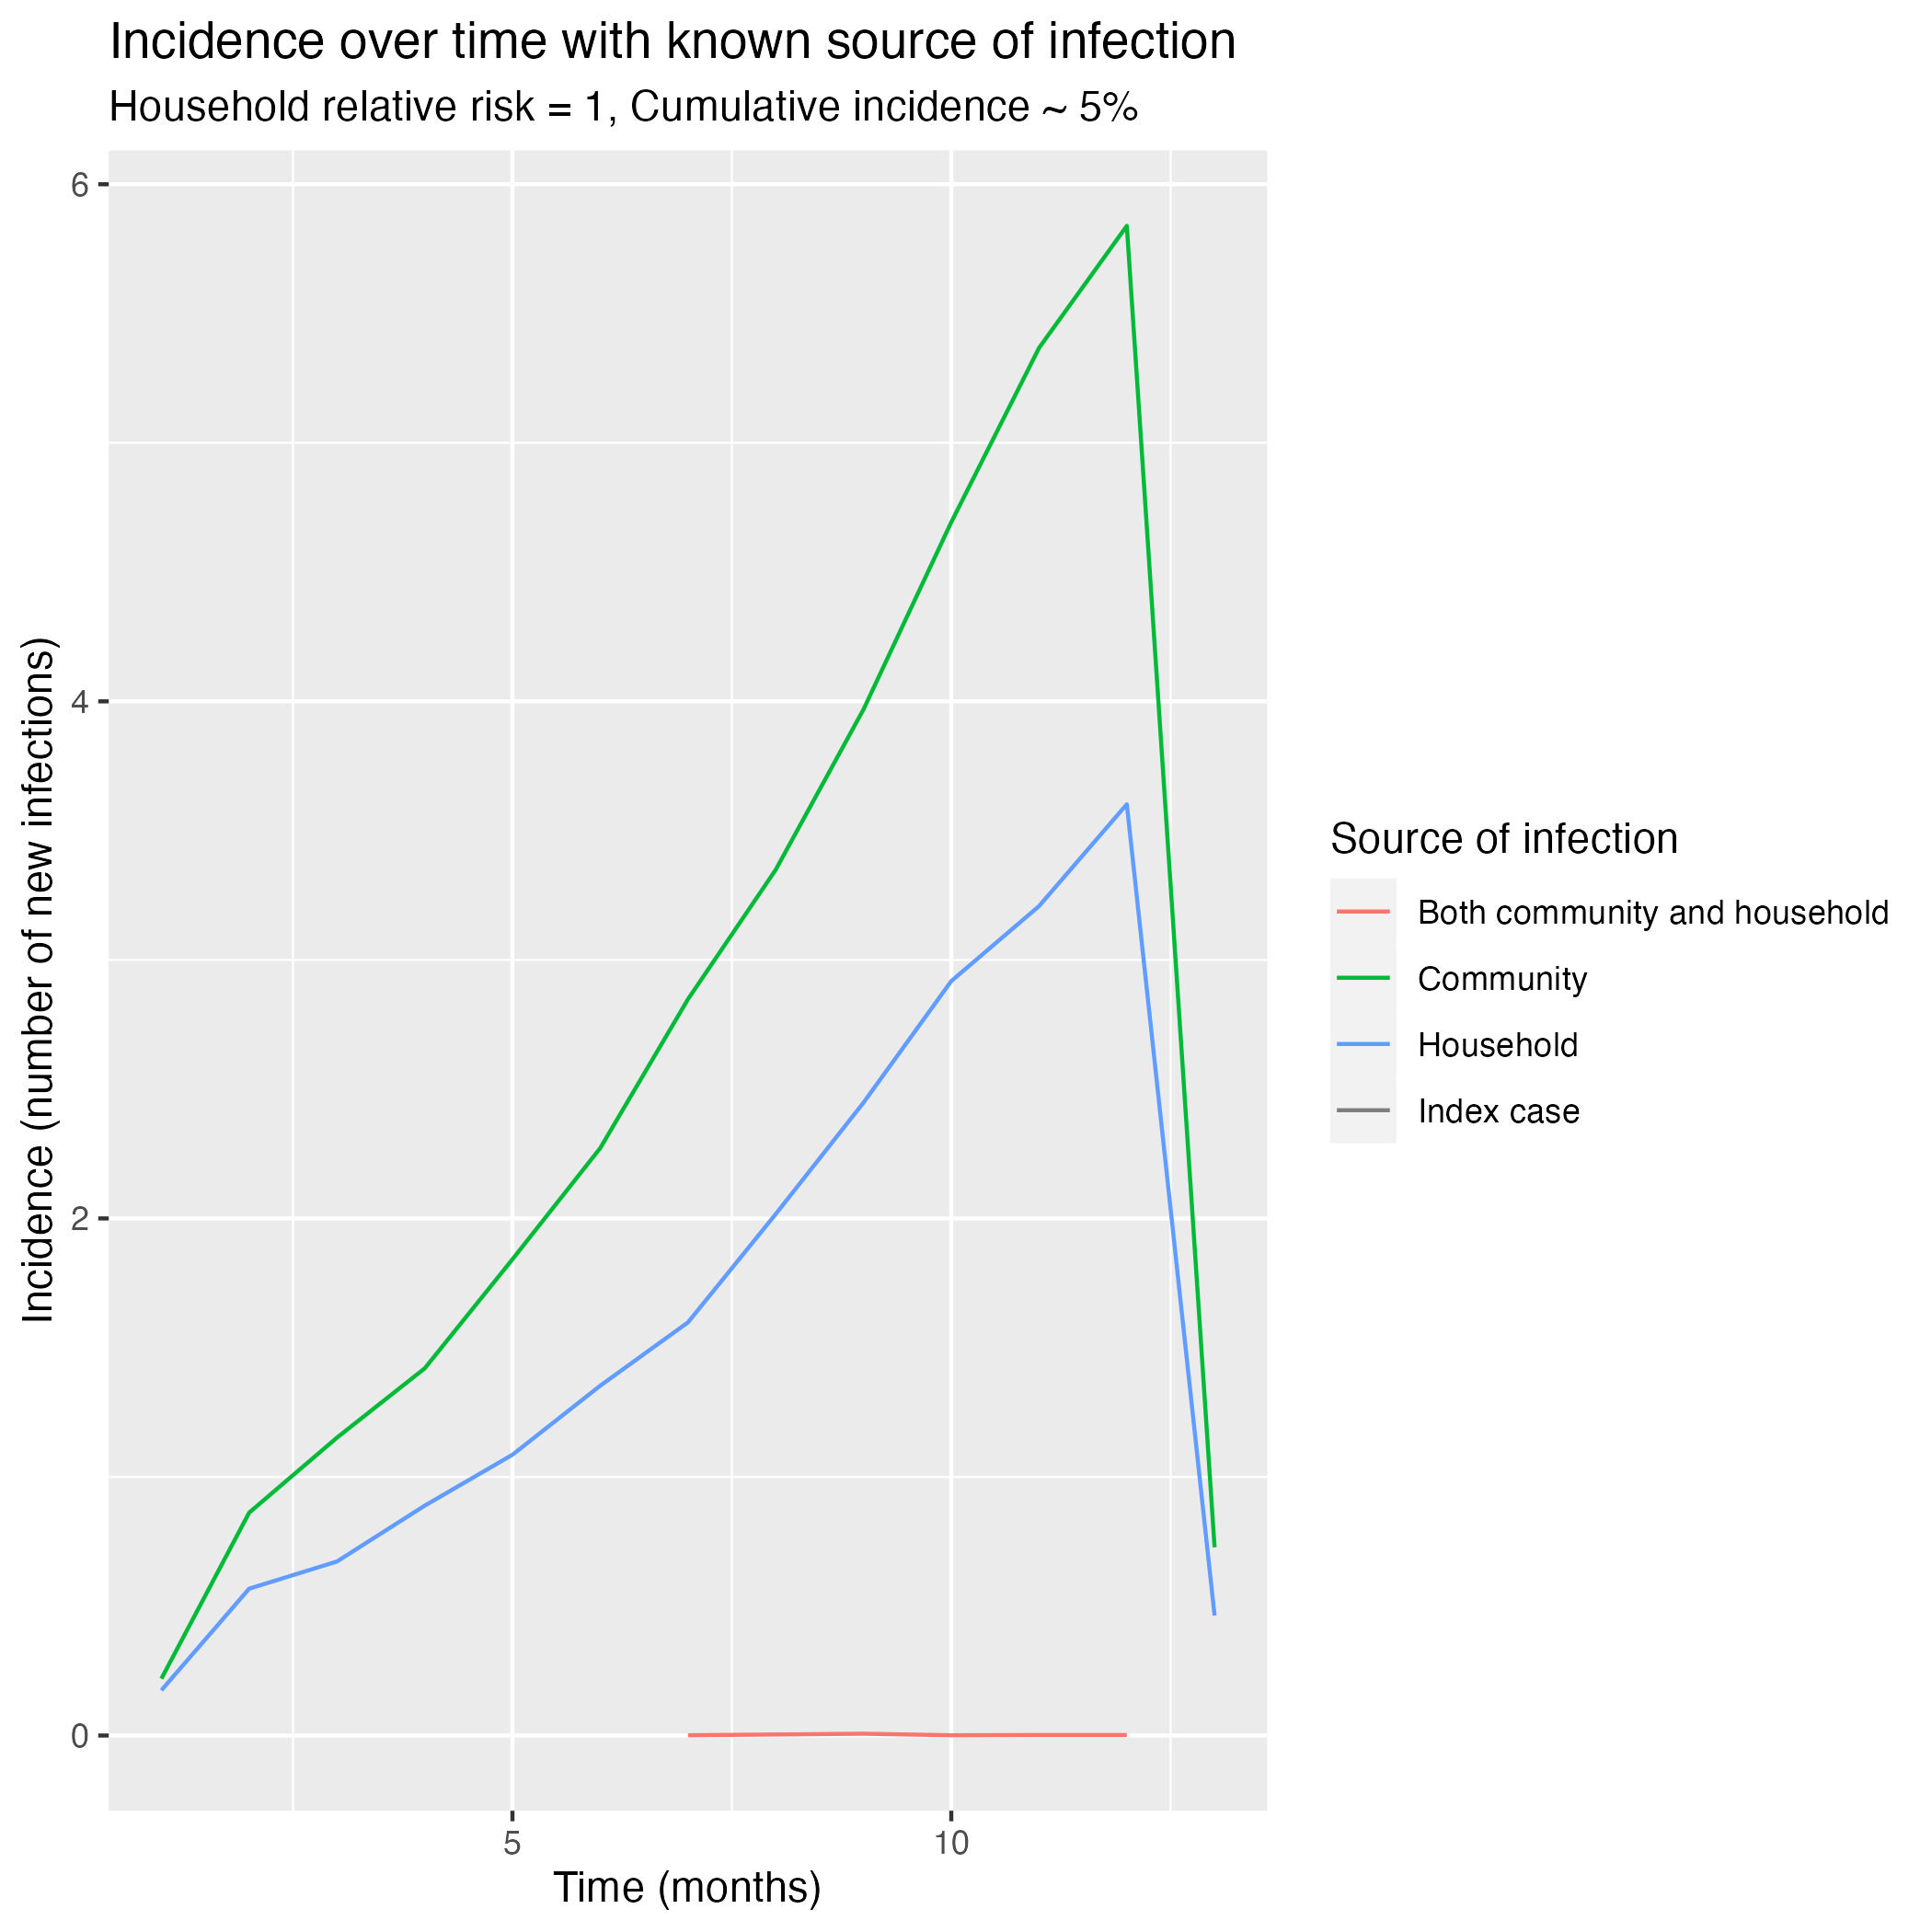 Incidence over time with known source of infection
Household relative risk = 1, Cumulative incidence ~ 5%
Incidence (number of new infections)
6
4
2
0
5
10
Time (months)
Source of infection
Both community and household
Community
Household
Index case